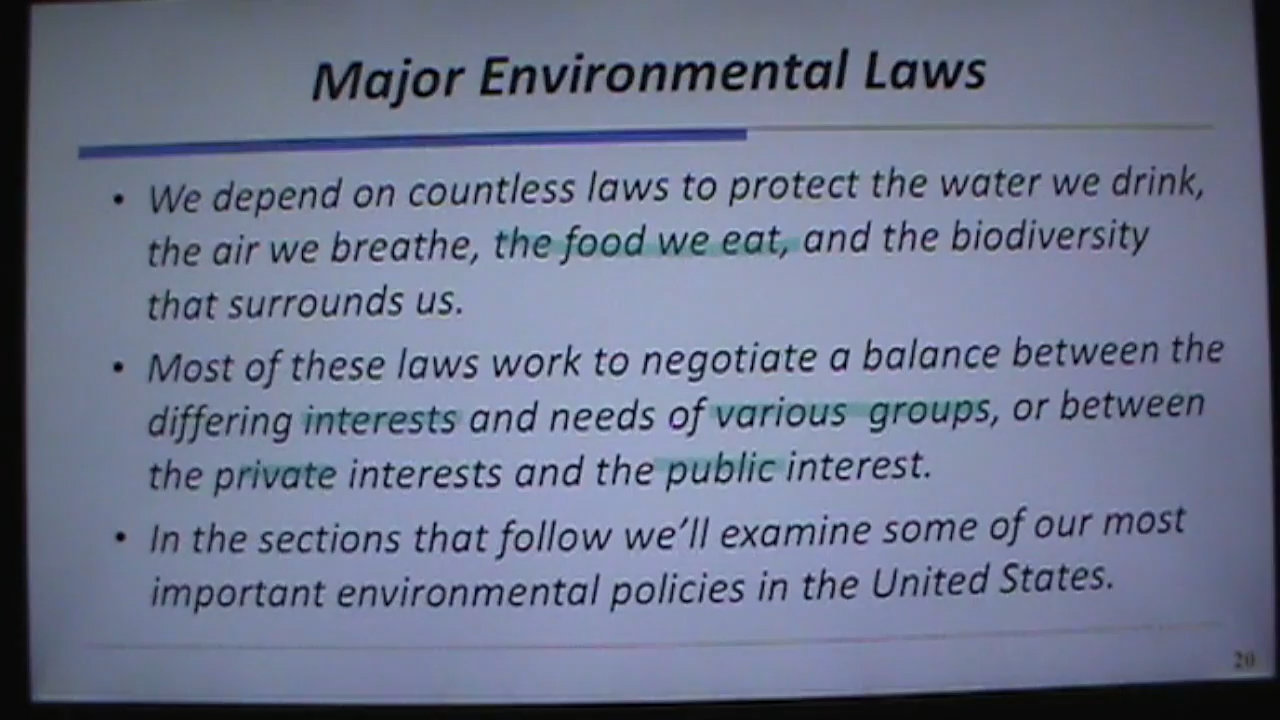 Major Environmental Laws
• We depend on countless laws to protect the water we drink,
the air we breathe, the food we eat, and the biodiversity
that surrounds us.
• Most of these laws work to negotiate a balance between the
differing interests and needs of various groups, or between
the private interests and the public interest.
• In the sections that follow we'll examine some of our most
important environmental policies in the United States.
20